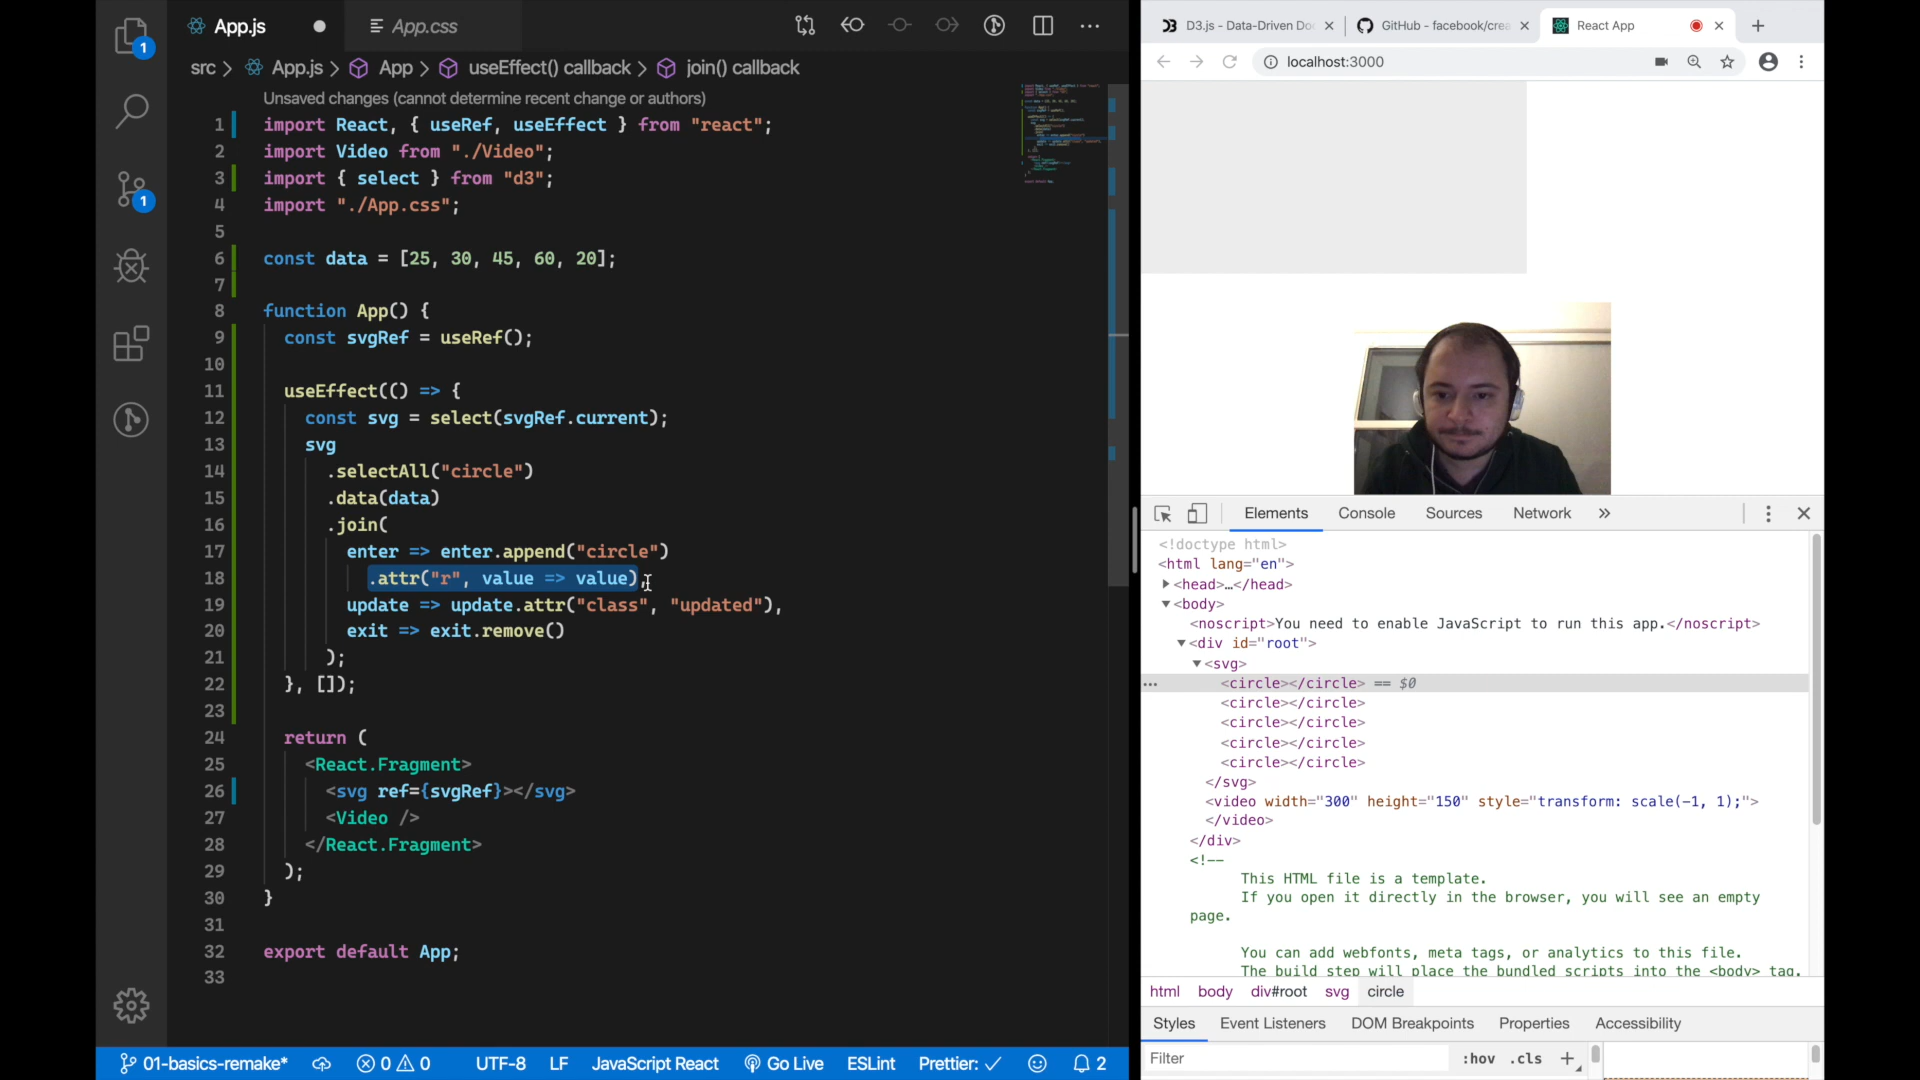 App.js
App.css
src > App.js > App > useEffect() callback > join() callback
Unsaved changes (cannot determine recent change or authors)
1 import React, { useRef, useEffect } from "react";
2 import Video from "./Video";
3 import { select } from "d3";
4 import "./App.css";
5
6 const data = [25, 30, 45, 60, 20];
7
8 function App() {
9 const svgRef = useRef();
10
11 useEffect(() => {
12 const svg = select(svgRef.current);
13 svg
14 .selectAll("circle")
15 .data(data)
16 .join(
17 enter => enter.append("circle")
18 .attr("r", value => value),
19 update => update.attr("class", "updated"),
20 exit => exit.remove()
21 );
22 }, []);
23
24 return (
25 <React.Fragment>
26 <svg ref={svgRef}></svg>
27 <Video />
28 </React.Fragment>
29 );
30 }
31
32 export default App;
33
1
1
01-basics-remake*
0 0
UTF-8
LF
JavaScript React
Go Live
ESLint
Prettier: ✓
2
D3.js - Data-Driven Do
GitHub - facebook/crea
React App
localhost:3000
Elements Console Sources Network »
<!doctype html>
<html lang="en">
<head>…</head>
<body>
<noscript>You need to enable JavaScript to run this app.</noscript>
<div id="root">
<svg>
<circle></circle> == $0
<circle></circle>
<circle></circle>
<circle></circle>
<circle></circle>
</svg>
<video width="300" height="150" style="transform: scale(-1, 1);">
</video>
</div>
<!--
This HTML file is a template.
If you open it directly in the browser, you will see an empty
page.
You can add webfonts, meta tags, or analytics to this file.
The build step will place the bundled scripts into the <body> tag.
html body div#root svg circle
Styles Event Listeners DOM Breakpoints Properties Accessibility
Filter :hov .cls +